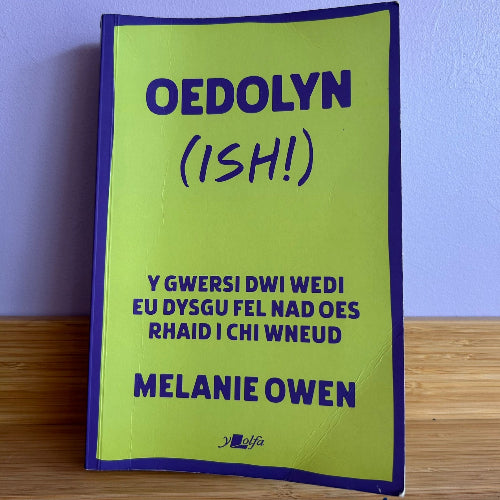 OEDOLYN
(ISH!)
Y GWERSI DWI WEDI
EU DYSGU FEL NAD OES
RHAID I CHI WNEUD
MELANIE OWEN
y Lolfa